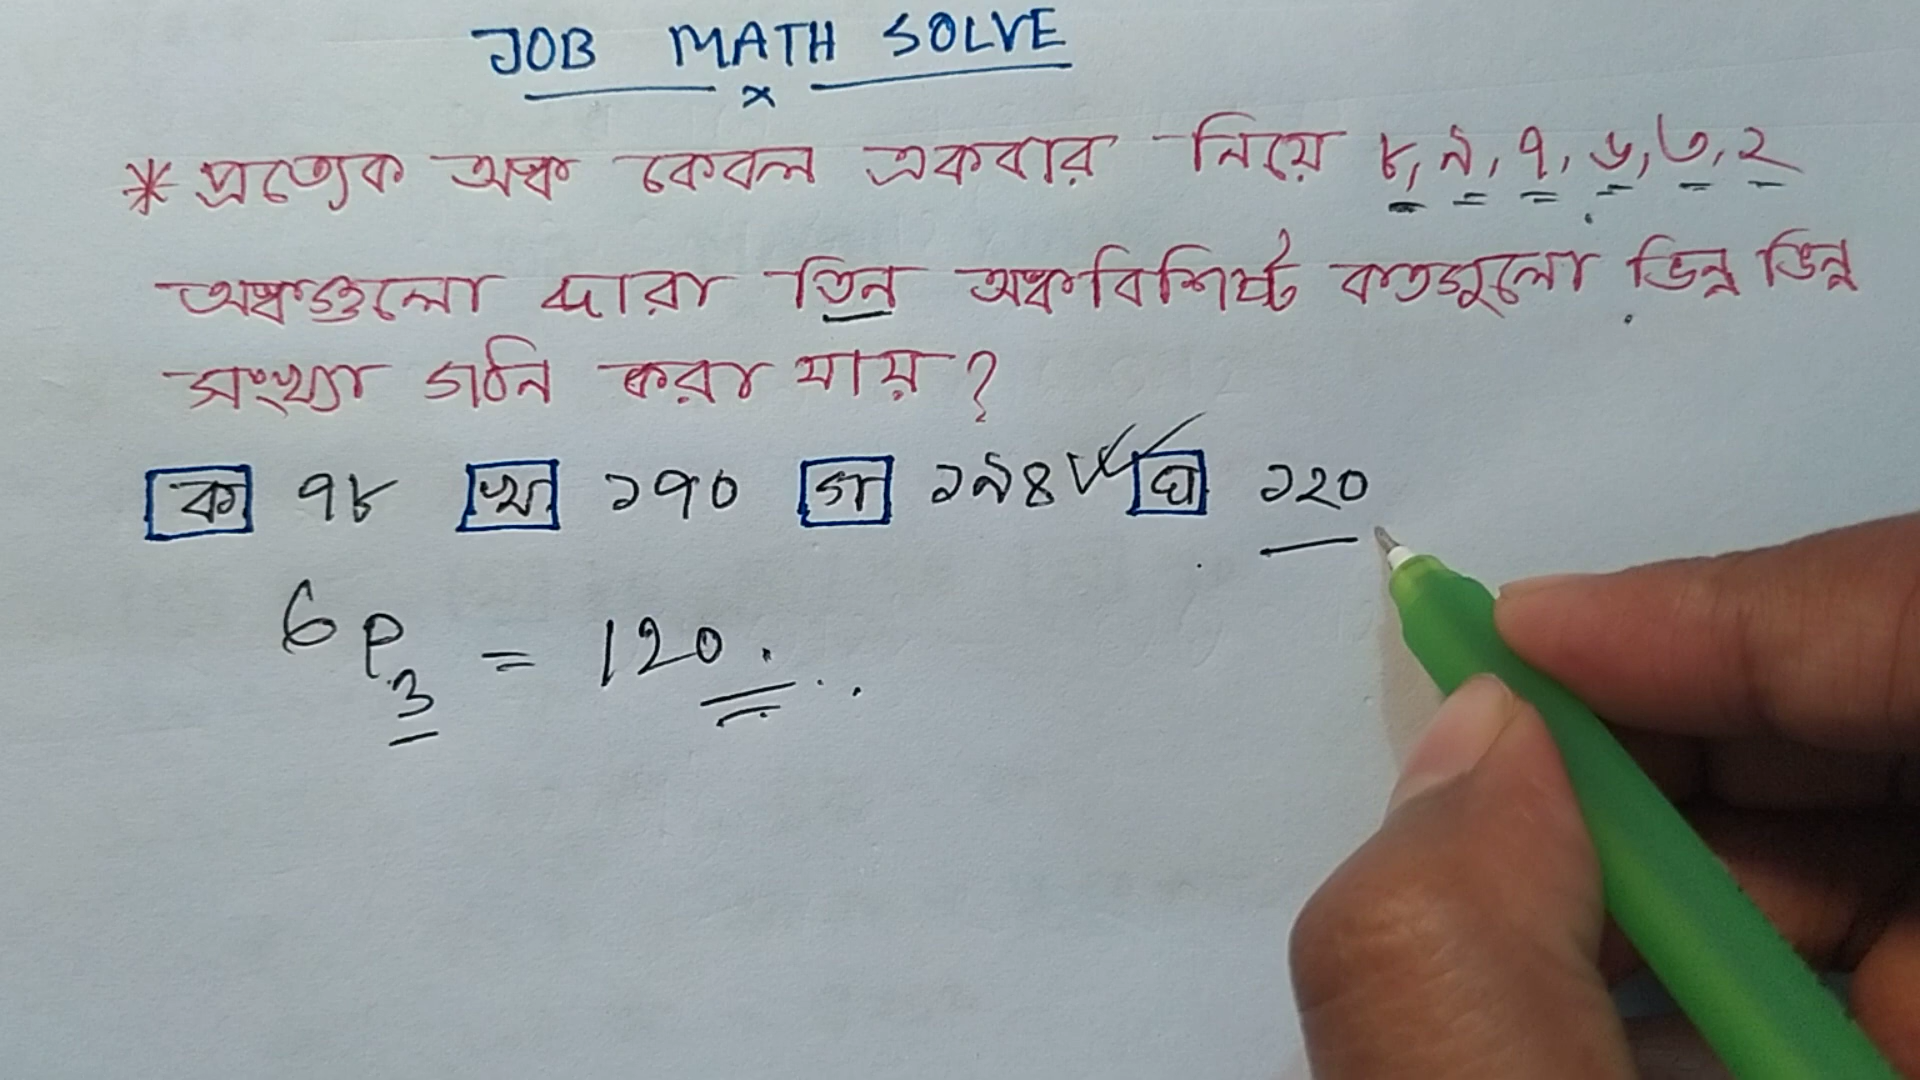 JOB MATH SOLVE
x
* প্রত্যেক অঙ্ক কেবল একবার নিয়ে ৮, ৯, ৭, ৬, ৩, ২
অঙ্কগুলো দ্বারা তিন অঙ্কবিশিষ্ট কতগুলো ভিন্ন ভিন্ন
সংখ্যা গঠন করা যায় ?
ক ৭৮ খ ১৭০ গ ১৯৪ ঘ ১২০
6P3 = 120.